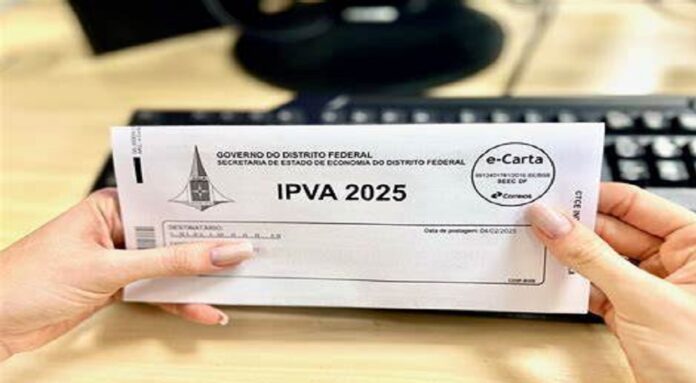 GOVERNO DO DISTRITO FEDERAL
SECRETARIA DE ESTADO DE ECONOMIA DO DISTRITO FEDERAL
IPVA 2025
e-Carta
SEEC DF
Correios
DESTINATÁRIO
Data de postagem: 04/02/2025